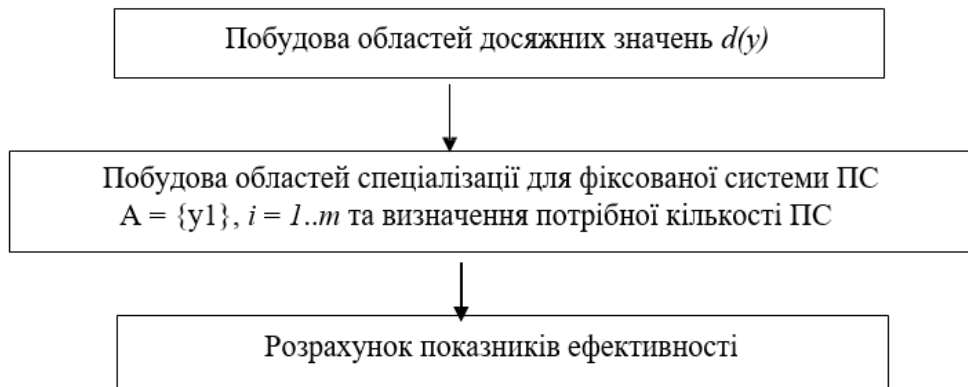 Побудова областей досяжних значень d(y)
Побудова областей спеціалізації для фіксованої системи ПС
A = {y1}, i = 1..m та визначення потрібної кількості ПС
Розрахунок показників ефективності